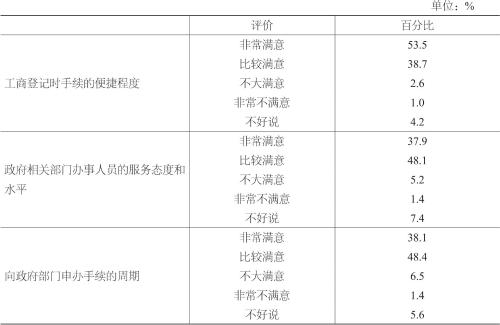 单位：%
评价 百分比
非常满意 53.5
比较满意 38.7
工商登记时手续的便捷程度 不大满意 2.6
非常不满意 1.0
不好说 4.2
非常满意 37.9
政府相关部门办事人员的服务态度和 比较满意 48.1
不大满意 5.2
水平 非常不满意 1.4
不好说 7.4
非常满意 38.1
比较满意 48.4
向政府部门申办手续的周期 不大满意 6.5
非常不满意 1.4
不好说 5.6